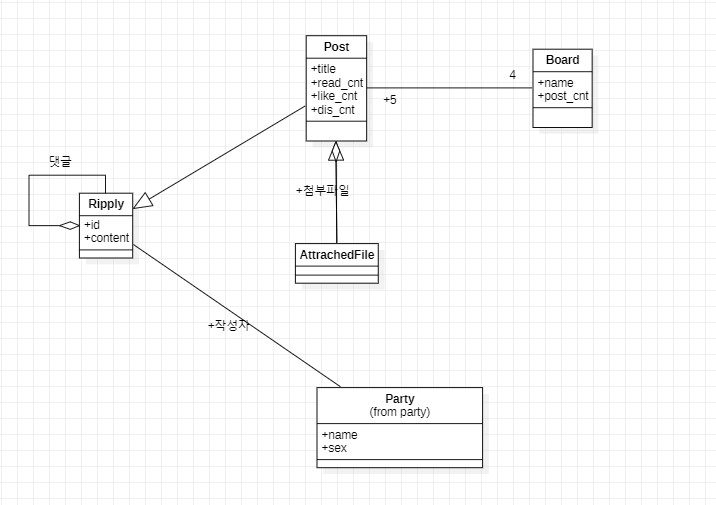 Post
+title
+read_cnt
+like_cnt
+dis_cnt
Board
+name
+post_cnt
4
+5
댓글
Ripply
+id
+content
+첨부파일
AttrachedFile
+작성자
Party
(from party)
+name
+sex